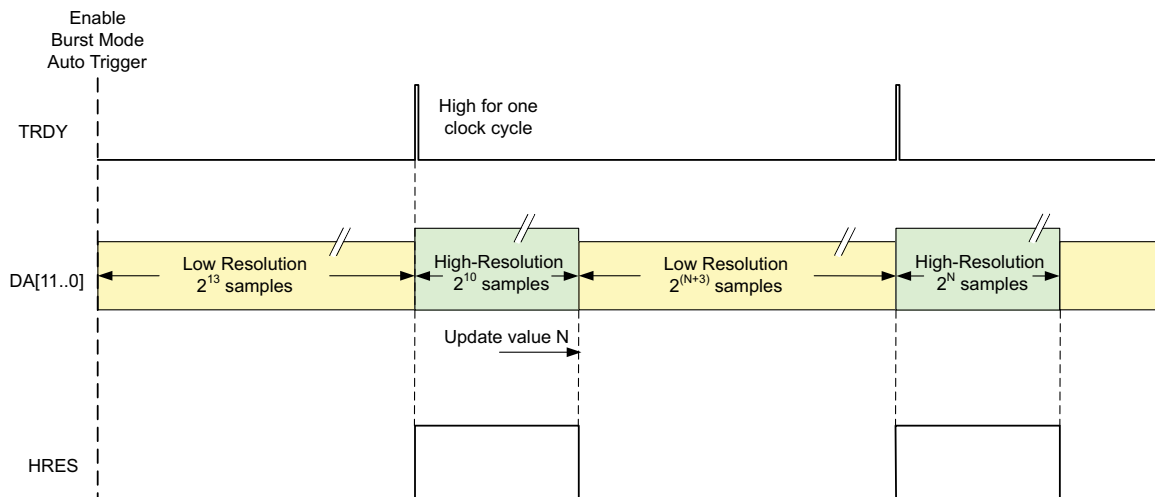 Enable
Burst Mode
Auto Trigger
TRDY
High for one
clock cycle
DA[11..0]
Low Resolution
2^13 samples
High-Resolution
2^10 samples
Low Resolution
2^(N+3) samples
High-Resolution
2^N samples
Update value N
HRES